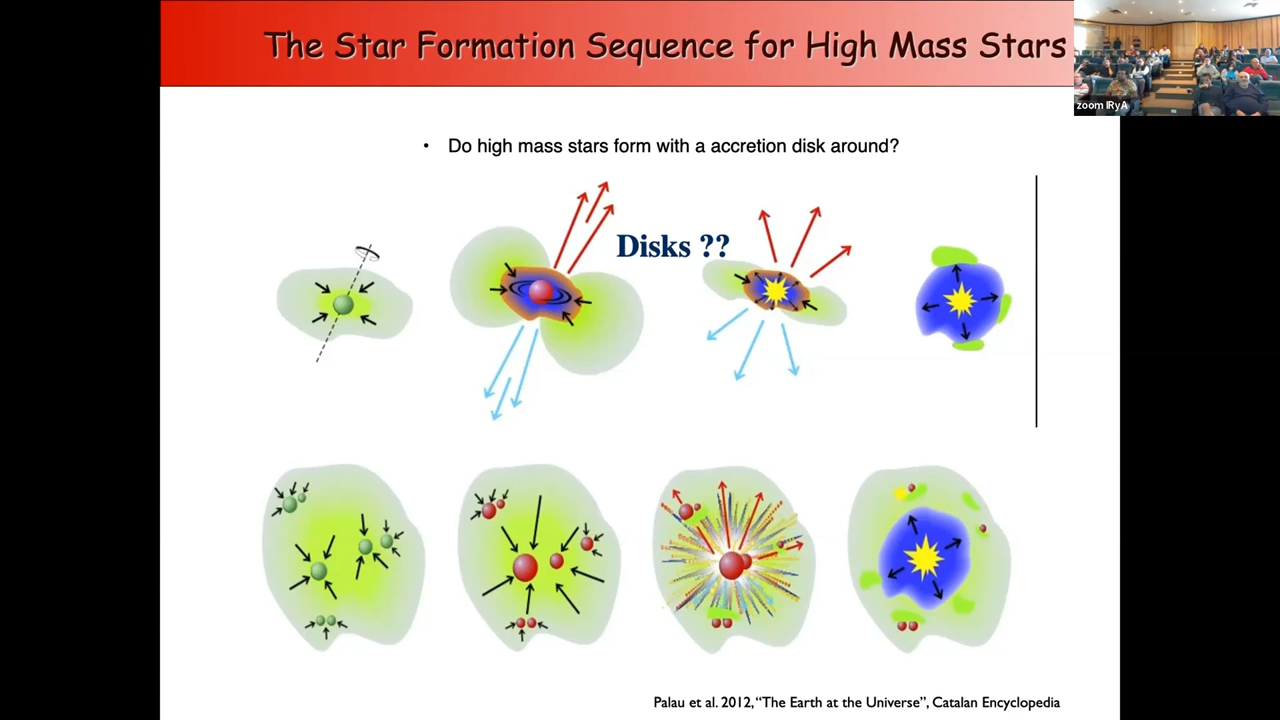 The Star Formation Sequence for High Mass Stars
zoom IRyA
• Do high mass stars form with a accretion disk around?
Disks ??
Palau et al. 2012, “The Earth at the Universe”, Catalan Encyclopedia